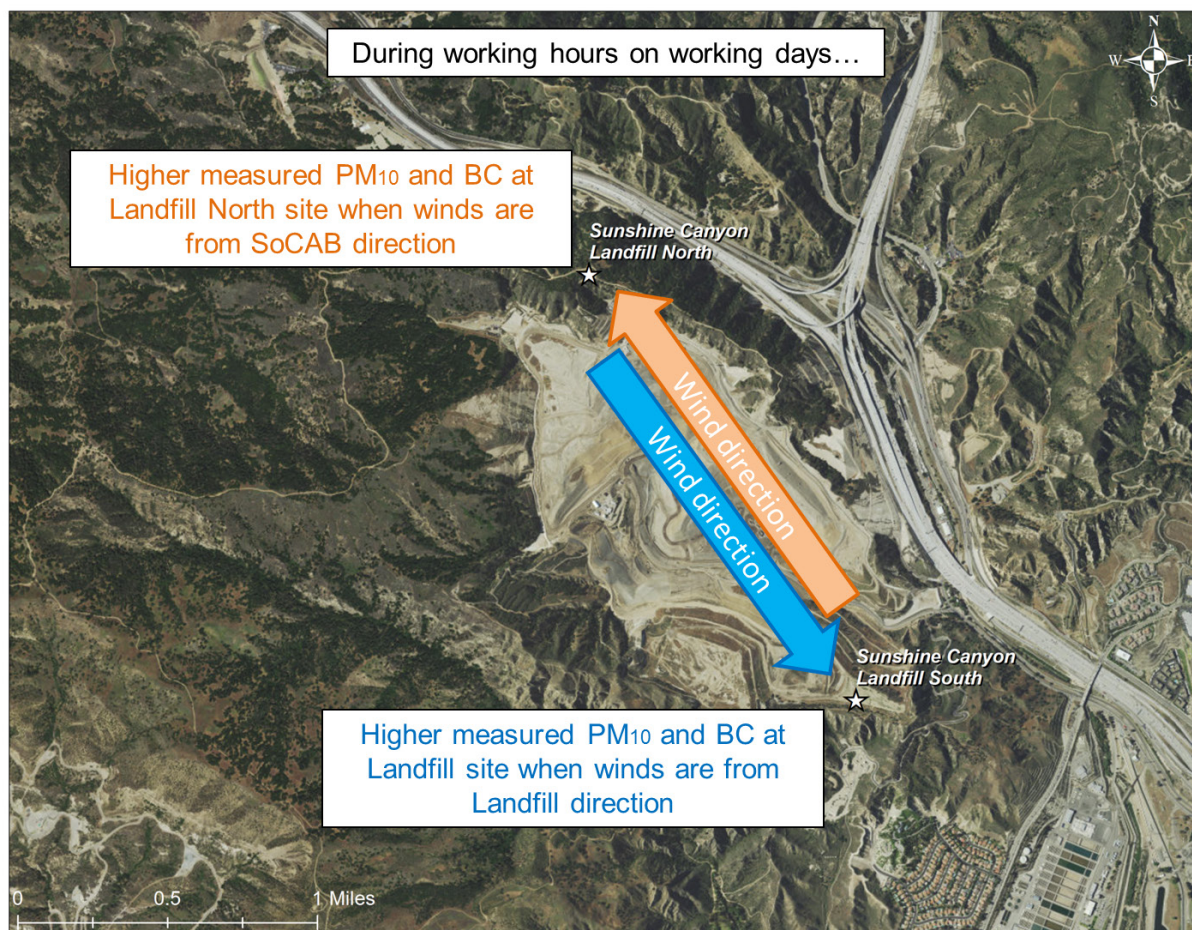 During working hours on working days…
N
W
E
S
Higher measured PM10 and BC at
Landfill North site when winds are
from SoCAB direction
Sunshine Canyon
Landfill North
Wind direction
Wind direction
Sunshine Canyon
Landfill South
Higher measured PM10 and BC at
Landfill site when winds are from
Landfill direction
0 0.5 1 Miles